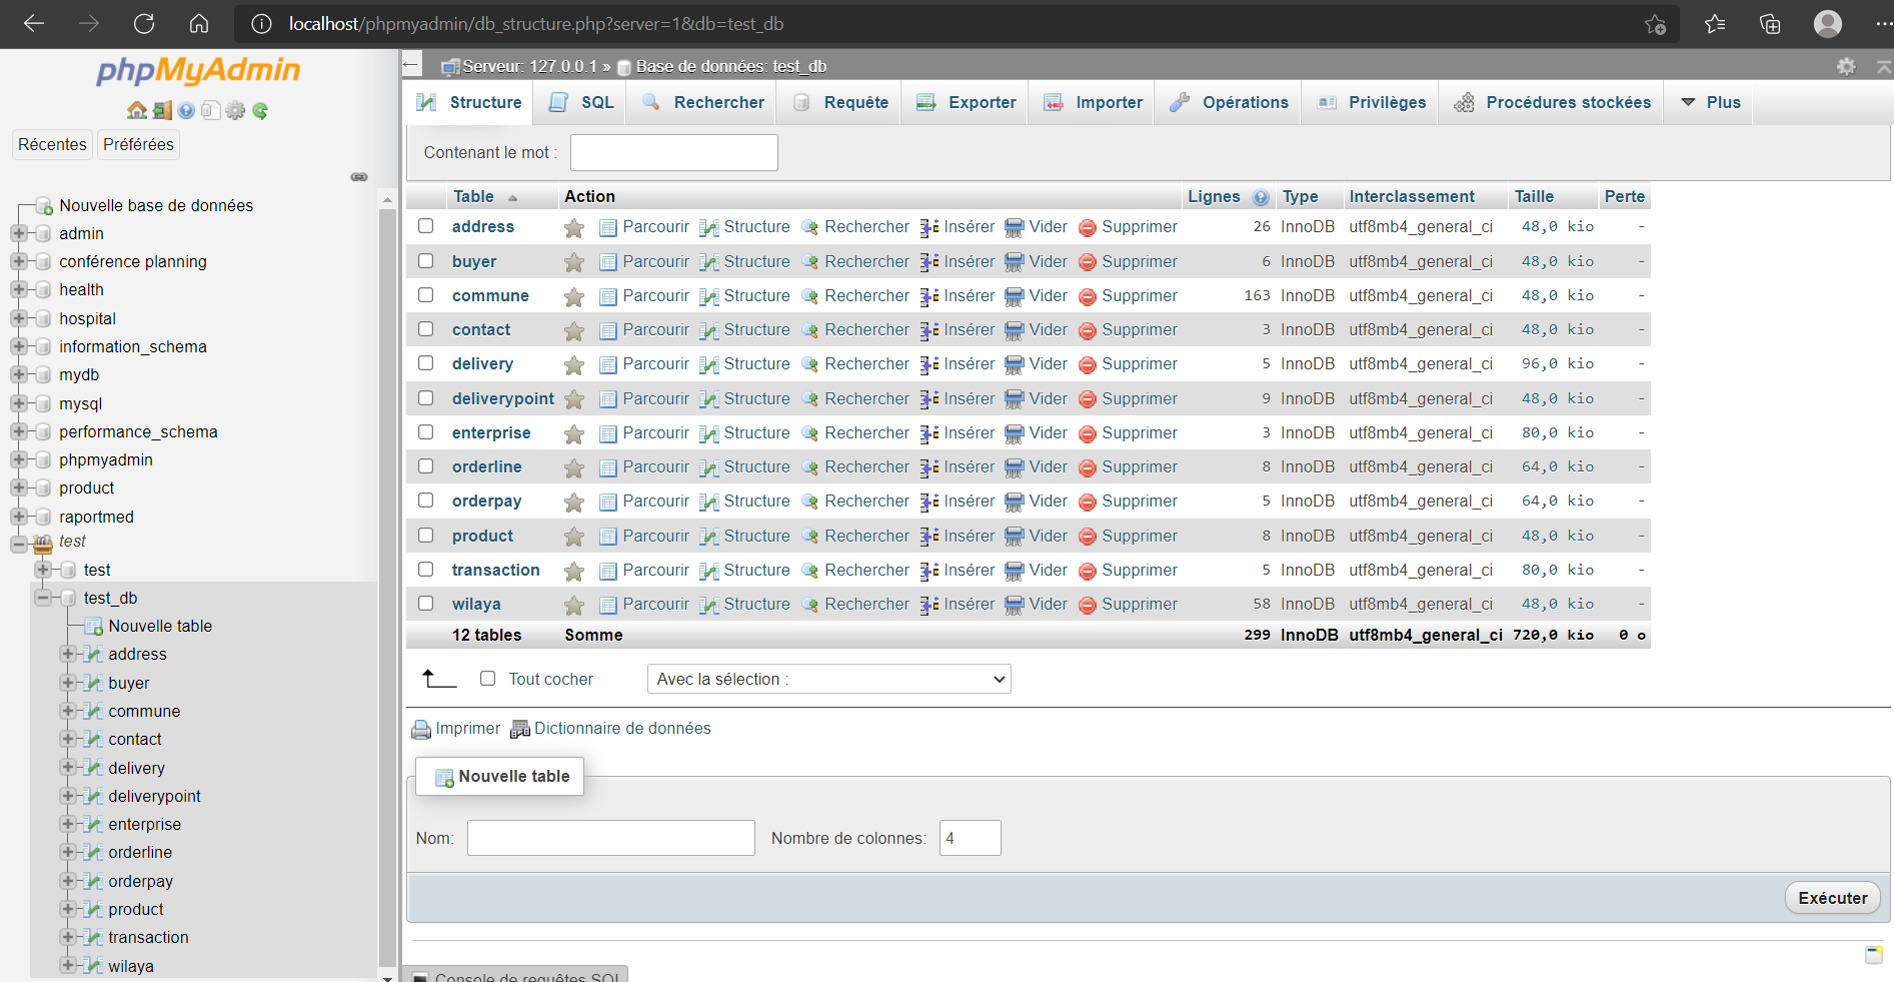 localhost/phpmyadmin/db_structure.php?server=1&db=test_db
phpMyAdmin
Récentes
Préférées
Nouvelle base de données
admin
conférence planning
health
hospital
information_schema
mydb
mysql
performance_schema
phpmyadmin
product
raportmed
test
test
test_db
Nouvelle table
address
buyer
commune
contact
delivery
deliverypoint
enterprise
orderline
orderpay
product
transaction
wilaya
Serveur: 127.0.0.1 » Base de données: test_db
Structure SQL Rechercher Requête Exporter Importer Opérations Privilèges Procédures stockées Plus
Contenant le mot :
Table Action Lignes Type Interclassement Taille Perte
address Parcourir Structure Rechercher Insérer Vider Supprimer 26 InnoDB utf8mb4_general_ci 48,0 kio -
buyer Parcourir Structure Rechercher Insérer Vider Supprimer 6 InnoDB utf8mb4_general_ci 48,0 kio -
commune Parcourir Structure Rechercher Insérer Vider Supprimer 163 InnoDB utf8mb4_general_ci 48,0 kio -
contact Parcourir Structure Rechercher Insérer Vider Supprimer 3 InnoDB utf8mb4_general_ci 48,0 kio -
delivery Parcourir Structure Rechercher Insérer Vider Supprimer 5 InnoDB utf8mb4_general_ci 96,0 kio -
deliverypoint Parcourir Structure Rechercher Insérer Vider Supprimer 9 InnoDB utf8mb4_general_ci 48,0 kio -
enterprise Parcourir Structure Rechercher Insérer Vider Supprimer 3 InnoDB utf8mb4_general_ci 80,0 kio -
orderline Parcourir Structure Rechercher Insérer Vider Supprimer 8 InnoDB utf8mb4_general_ci 64,0 kio -
orderpay Parcourir Structure Rechercher Insérer Vider Supprimer 5 InnoDB utf8mb4_general_ci 64,0 kio -
product Parcourir Structure Rechercher Insérer Vider Supprimer 8 InnoDB utf8mb4_general_ci 48,0 kio -
transaction Parcourir Structure Rechercher Insérer Vider Supprimer 5 InnoDB utf8mb4_general_ci 80,0 kio -
wilaya Parcourir Structure Rechercher Insérer Vider Supprimer 58 InnoDB utf8mb4_general_ci 48,0 kio -
12 tables Somme 299 InnoDB utf8mb4_general_ci 720,0 kio 0 o
Tout cocher Avec la sélection :
Imprimer Dictionnaire de données
Nouvelle table
Nom: Nombre de colonnes: 4
Exécuter
Console de requêtes SQL